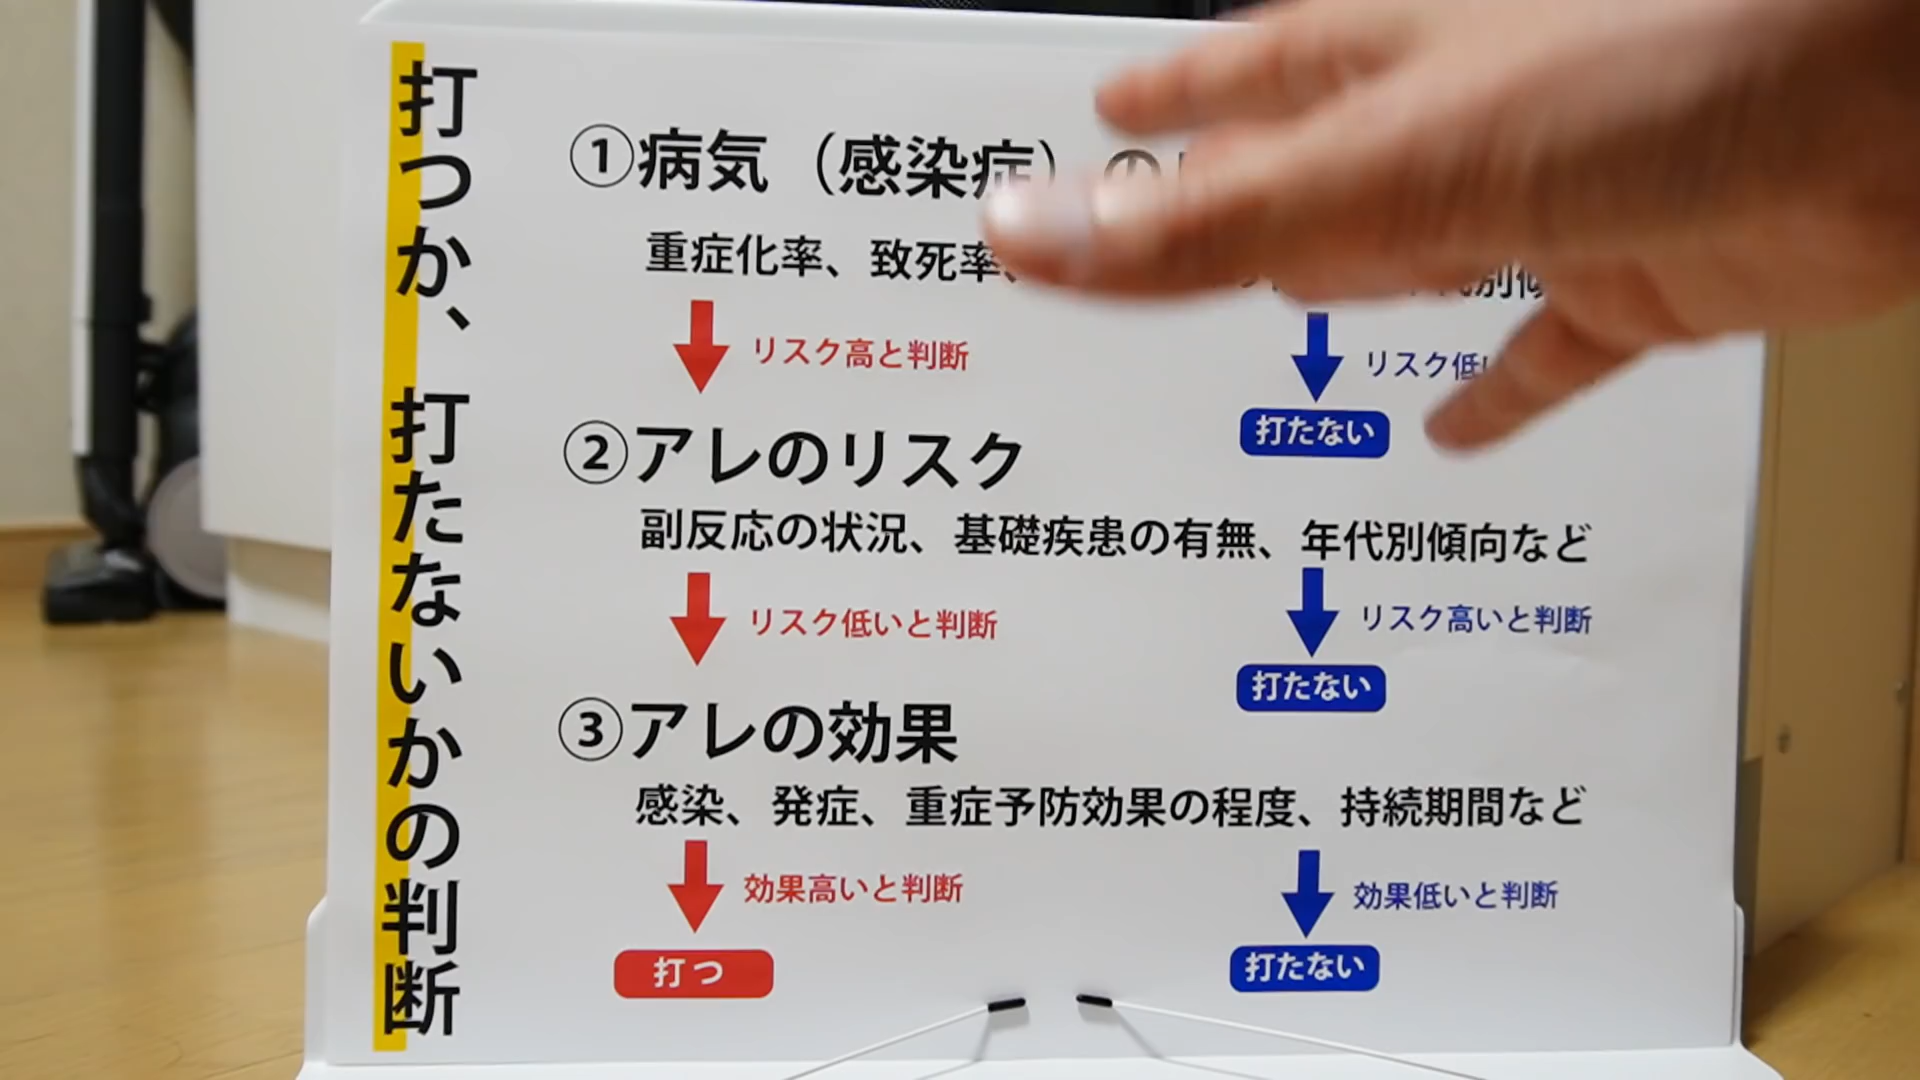 打つか、打たないかの判断
①病気（感染症）の
重症化率、致死率、
リスク高と判断
リスク低い
打たない
②アレのリスク
副反応の状況、基礎疾患の有無、年代別傾向など
リスク低いと判断
リスク高いと判断
打たない
③アレの効果
感染、発症、重症予防効果の程度、持続期間など
効果高いと判断
効果低いと判断
打つ
打たない